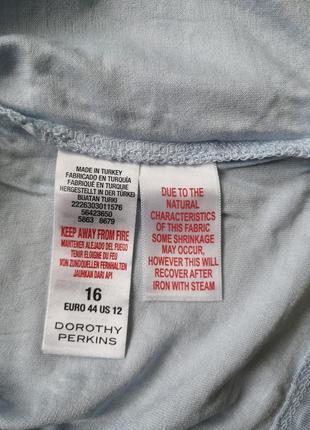 MADE IN TURKEY
FABRICADO EN TURQUÍA
FABRIQUÉ EN TURQUIE
HERGESTELLT IN DER TÜRKEI
BUATAN TURKI
2226303011576
56423650
5863 8679
KEEP AWAY FROM FIRE
MANTENER ALEJADO DEL FUEGO
TENIR ELOIGNE DU FEU
VON ZUNDQUELLEN FERNHALTEN
JAUHKAN DARI API
16
EURO 44 US 12
DOROTHY
PERKINS
DUE TO THE
NATURAL
CHARACTERISTICS
OF THIS FABRIC
SOME SHRINKAGE
MAY OCCUR,
HOWEVER THIS WILL
RECOVER AFTER
IRON WITH STEAM